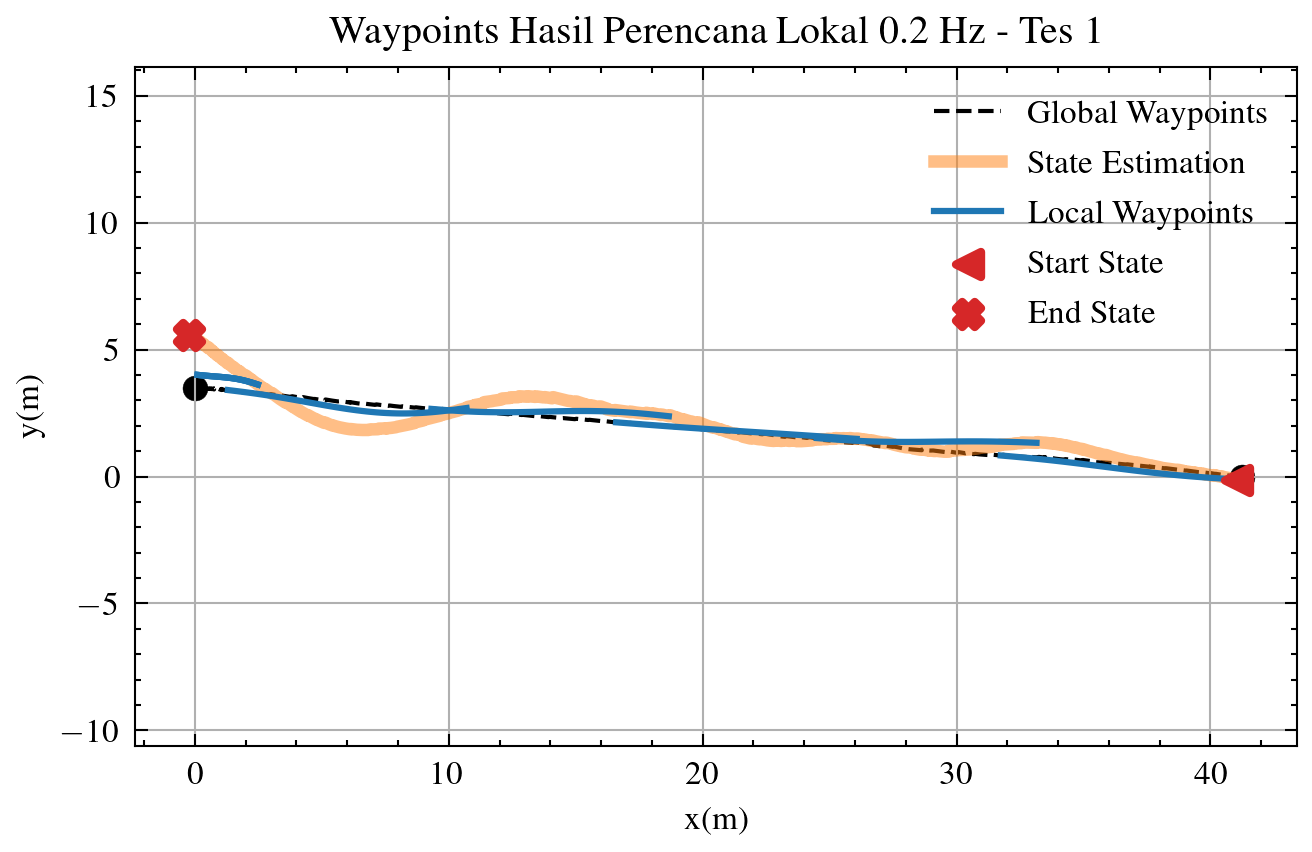 Waypoints Hasil Perencana Lokal 0.2 Hz - Tes 1
Global Waypoints
State Estimation
Local Waypoints
Start State
End State
y(m)
15
10
5
0
−5
−10
0 10 20 30 40
x(m)